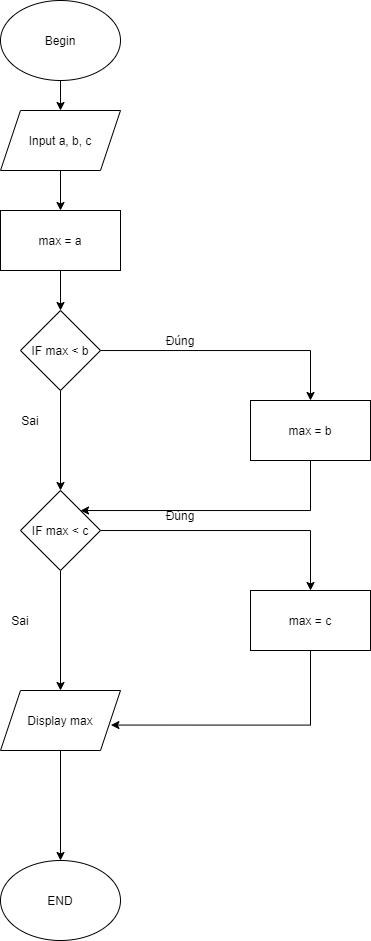 Begin
Input a, b, c
max = a
IF max < b
Đúng
Sai
max = b
Đúng
IF max < c
Sai
max = c
Display max
END